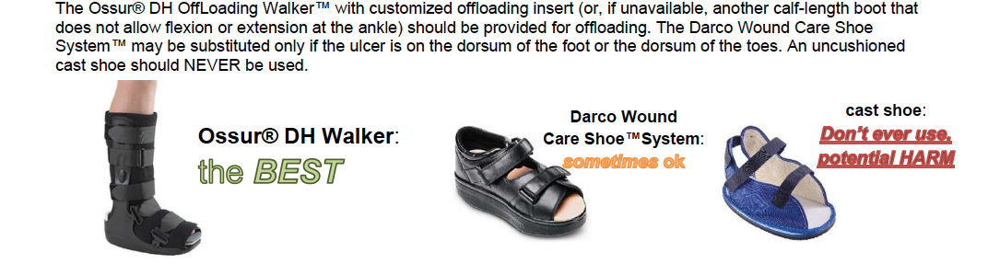 The Ossur® DH OffLoading Walker™ with customized offloading insert (or, if unavailable, another calf-length boot that
does not allow flexion or extension at the ankle) should be provided for offloading. The Darco Wound Care Shoe
System™ may be substituted only if the ulcer is on the dorsum of the foot or the dorsum of the toes. An uncushioned
cast shoe should NEVER be used.
Ossur® DH Walker:
the BEST
Darco Wound
Care Shoe™System:
sometimes ok
cast shoe:
Don't ever use,
potential HARM